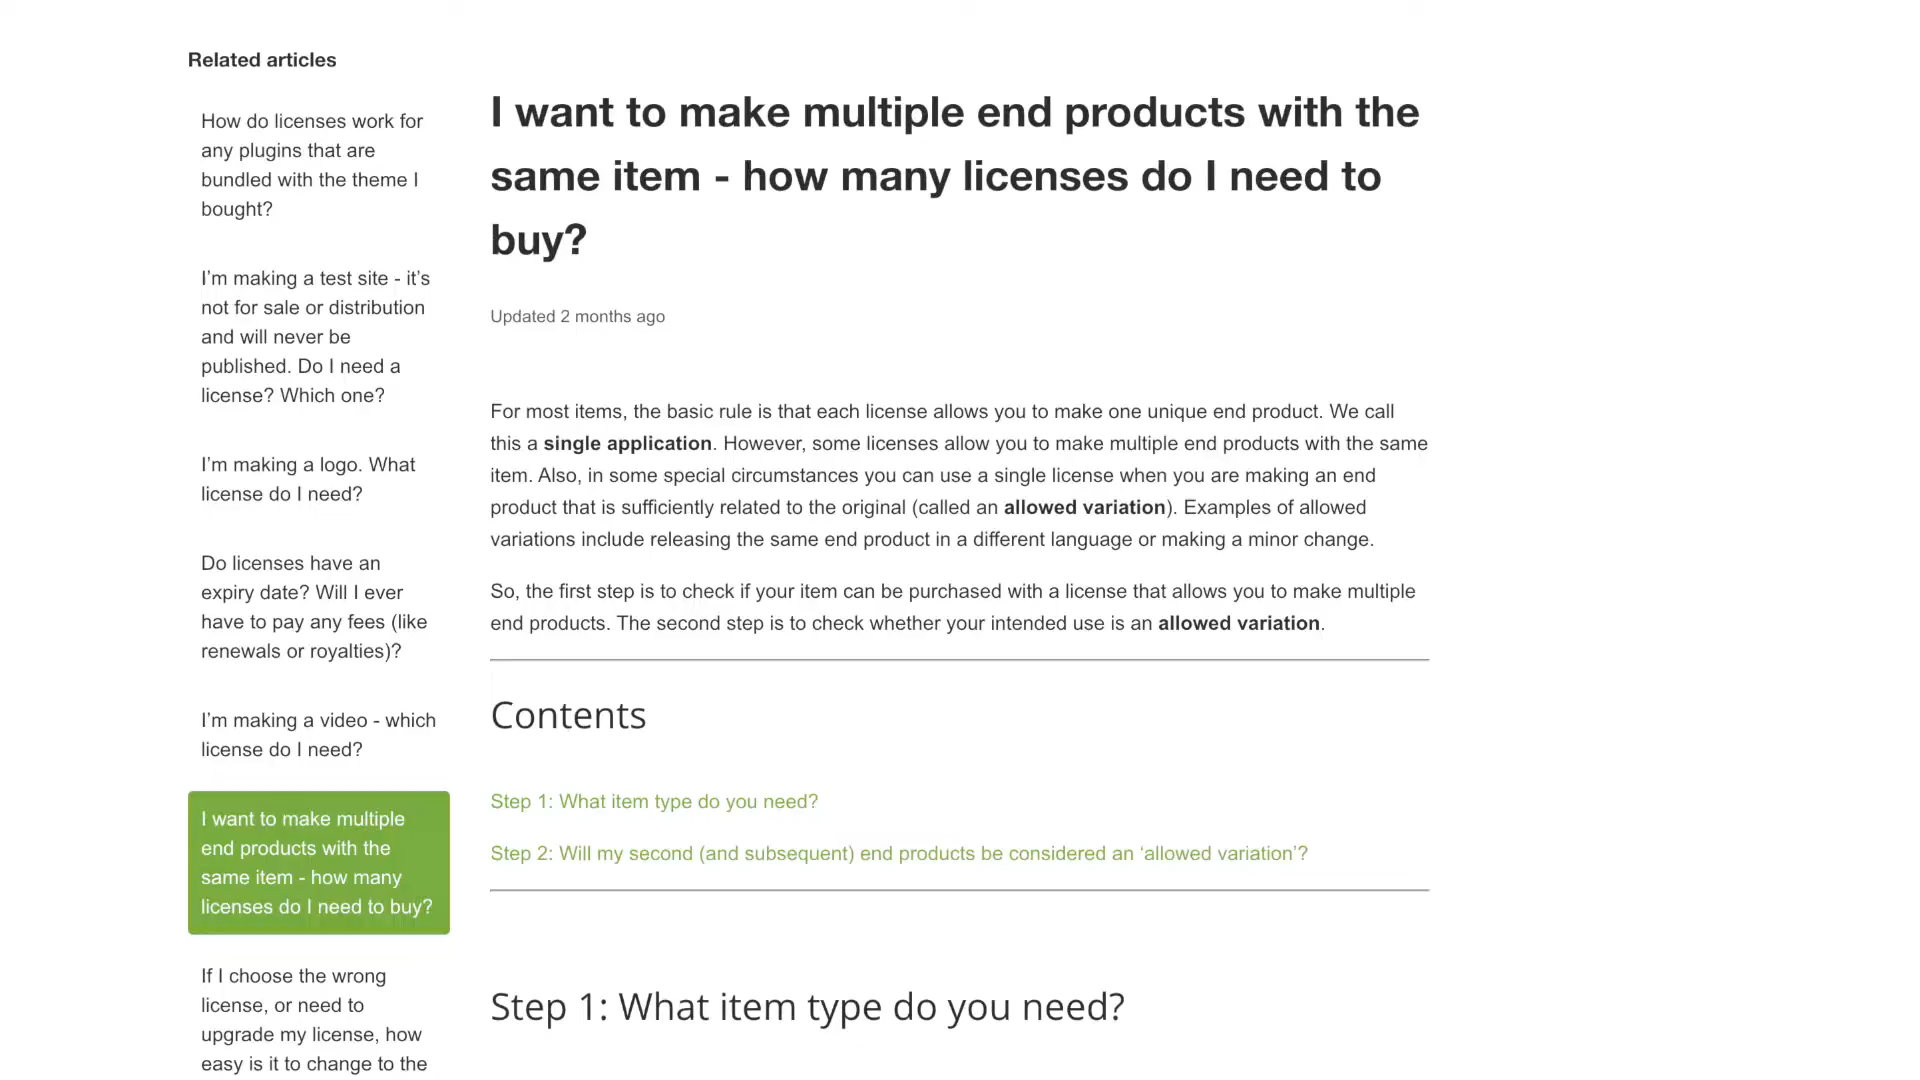 Related articles
How do licenses work for
any plugins that are
bundled with the theme I
bought?
I’m making a test site - it’s
not for sale or distribution
and will never be
published. Do I need a
license? Which one?
I’m making a logo. What
license do I need?
Do licenses have an
expiry date? Will I ever
have to pay any fees (like
renewals or royalties)?
I’m making a video - which
license do I need?
I want to make multiple
end products with the
same item - how many
licenses do I need to buy?
If I choose the wrong
license, or need to
upgrade my license, how
easy is it to change to the
I want to make multiple end products with the
same item - how many licenses do I need to
buy?
Updated 2 months ago
For most items, the basic rule is that each license allows you to make one unique end product. We call
this a single application. However, some licenses allow you to make multiple end products with the same
item. Also, in some special circumstances you can use a single license when you are making an end
product that is sufficiently related to the original (called an allowed variation). Examples of allowed
variations include releasing the same end product in a different language or making a minor change.
So, the first step is to check if your item can be purchased with a license that allows you to make multiple
end products. The second step is to check whether your intended use is an allowed variation.
Contents
Step 1: What item type do you need?
Step 2: Will my second (and subsequent) end products be considered an ‘allowed variation’?
Step 1: What item type do you need?